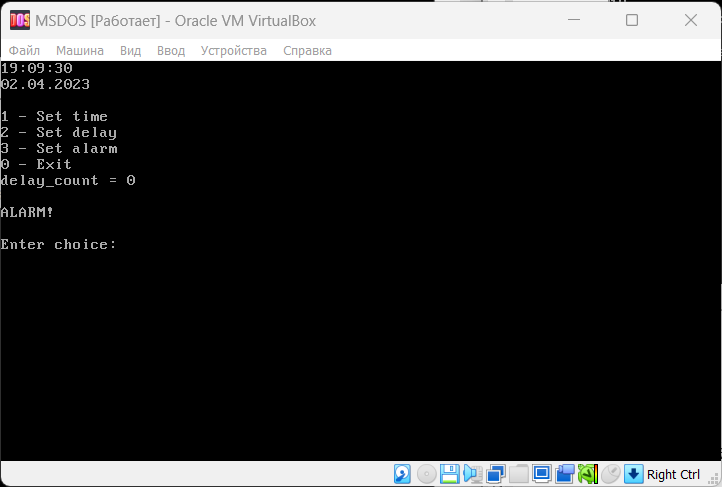 MSDOS [Работает] - Oracle VM VirtualBox
Файл Машина Вид Ввод Устройства Справка
19:09:30
02.04.2023
1 - Set time
2 - Set delay
3 - Set alarm
0 - Exit
delay_count = 0
ALARM!
Enter choice:
Right Ctrl